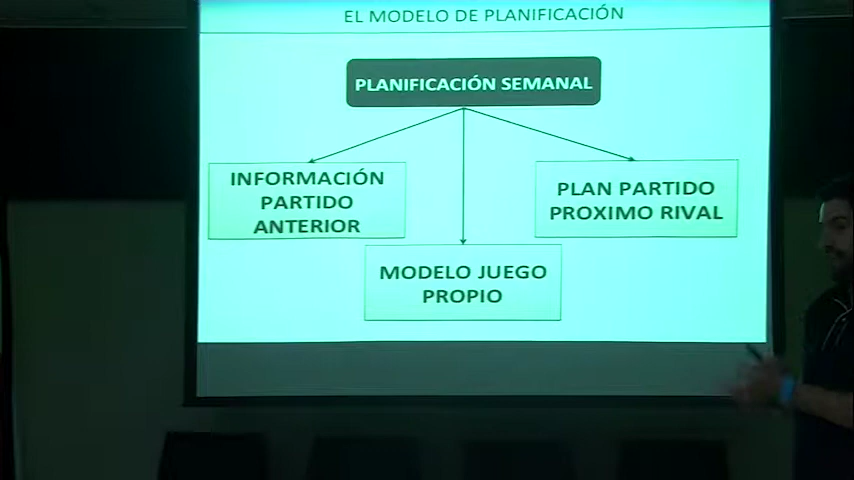 EL MODELO DE PLANIFICACIÓN
PLANIFICACIÓN SEMANAL
INFORMACIÓN
PARTIDO
ANTERIOR
MODELO JUEGO
PROPIO
PLAN PARTIDO
PROXIMO RIVAL